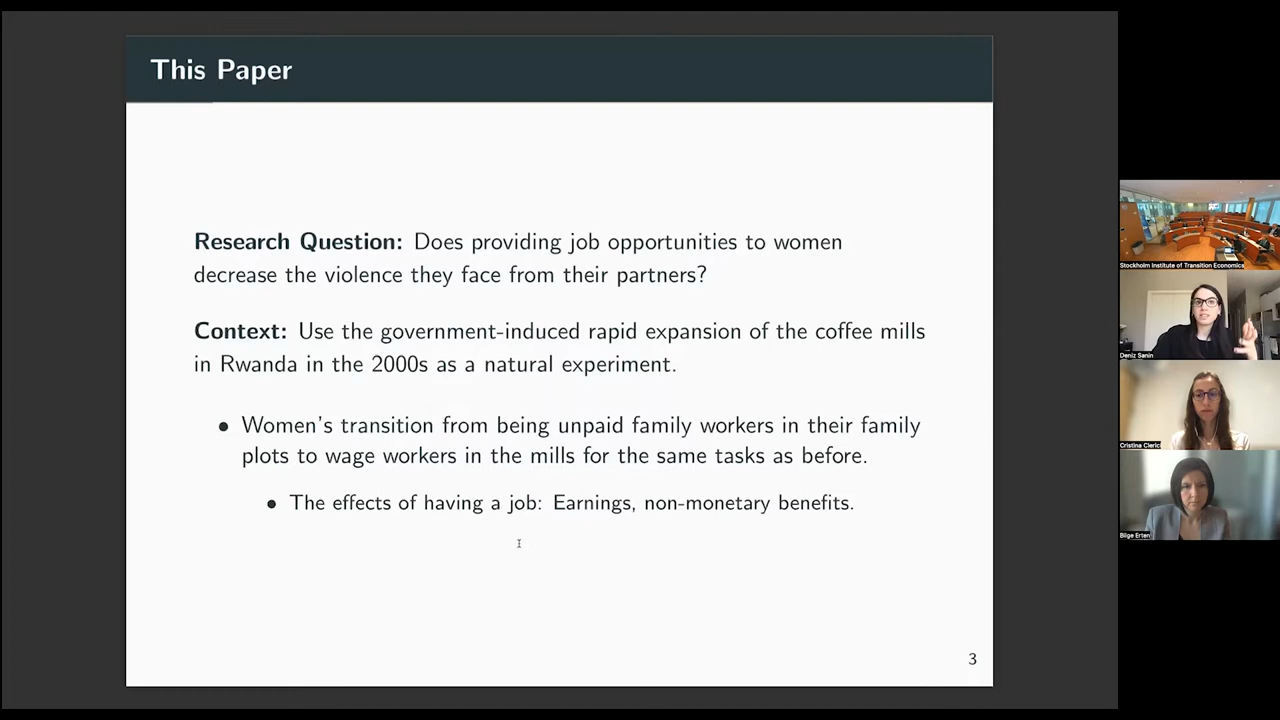 This Paper
Research Question: Does providing job opportunities to women
decrease the violence they face from their partners?
Context: Use the government-induced rapid expansion of the coffee mills
in Rwanda in the 2000s as a natural experiment.
• Women's transition from being unpaid family workers in their family
plots to wage workers in the mills for the same tasks as before.
• The effects of having a job: Earnings, non-monetary benefits.
3
Stockholm Institute of Transition Economics
Deniz Sanin
Cristina Clerici
Bilge Erten